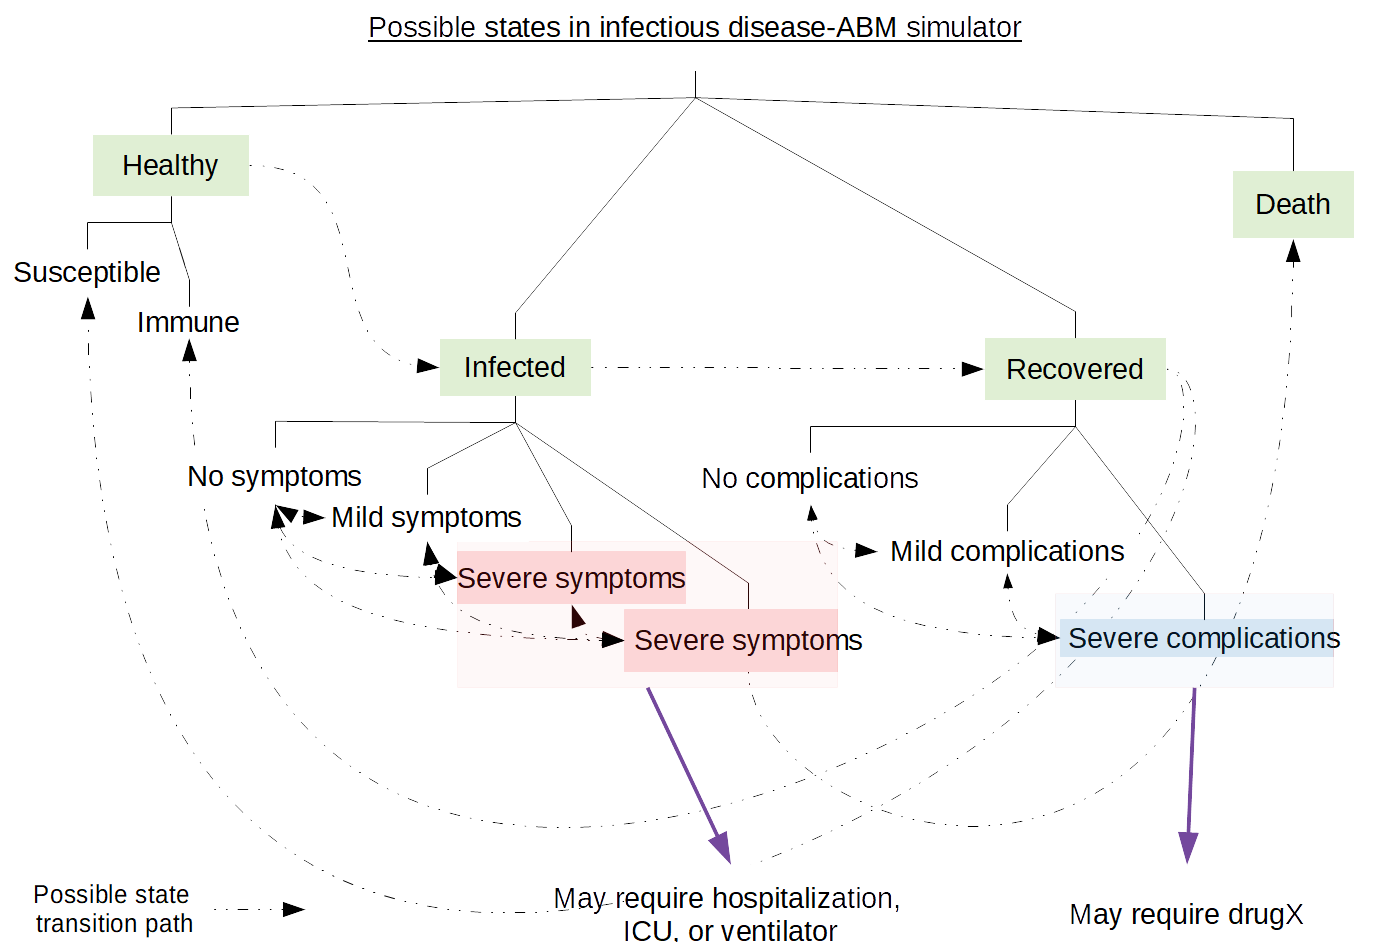 Possible states in infectious disease-ABM simulator
Healthy
Death
Susceptible
Immune
Infected
Recovered
No symptoms
No complications
Mild symptoms
Mild complications
Severe symptoms
Severe symptoms
Severe complications
Possible state
transition path
May require hospitalization,
ICU, or ventilator
May require drugX